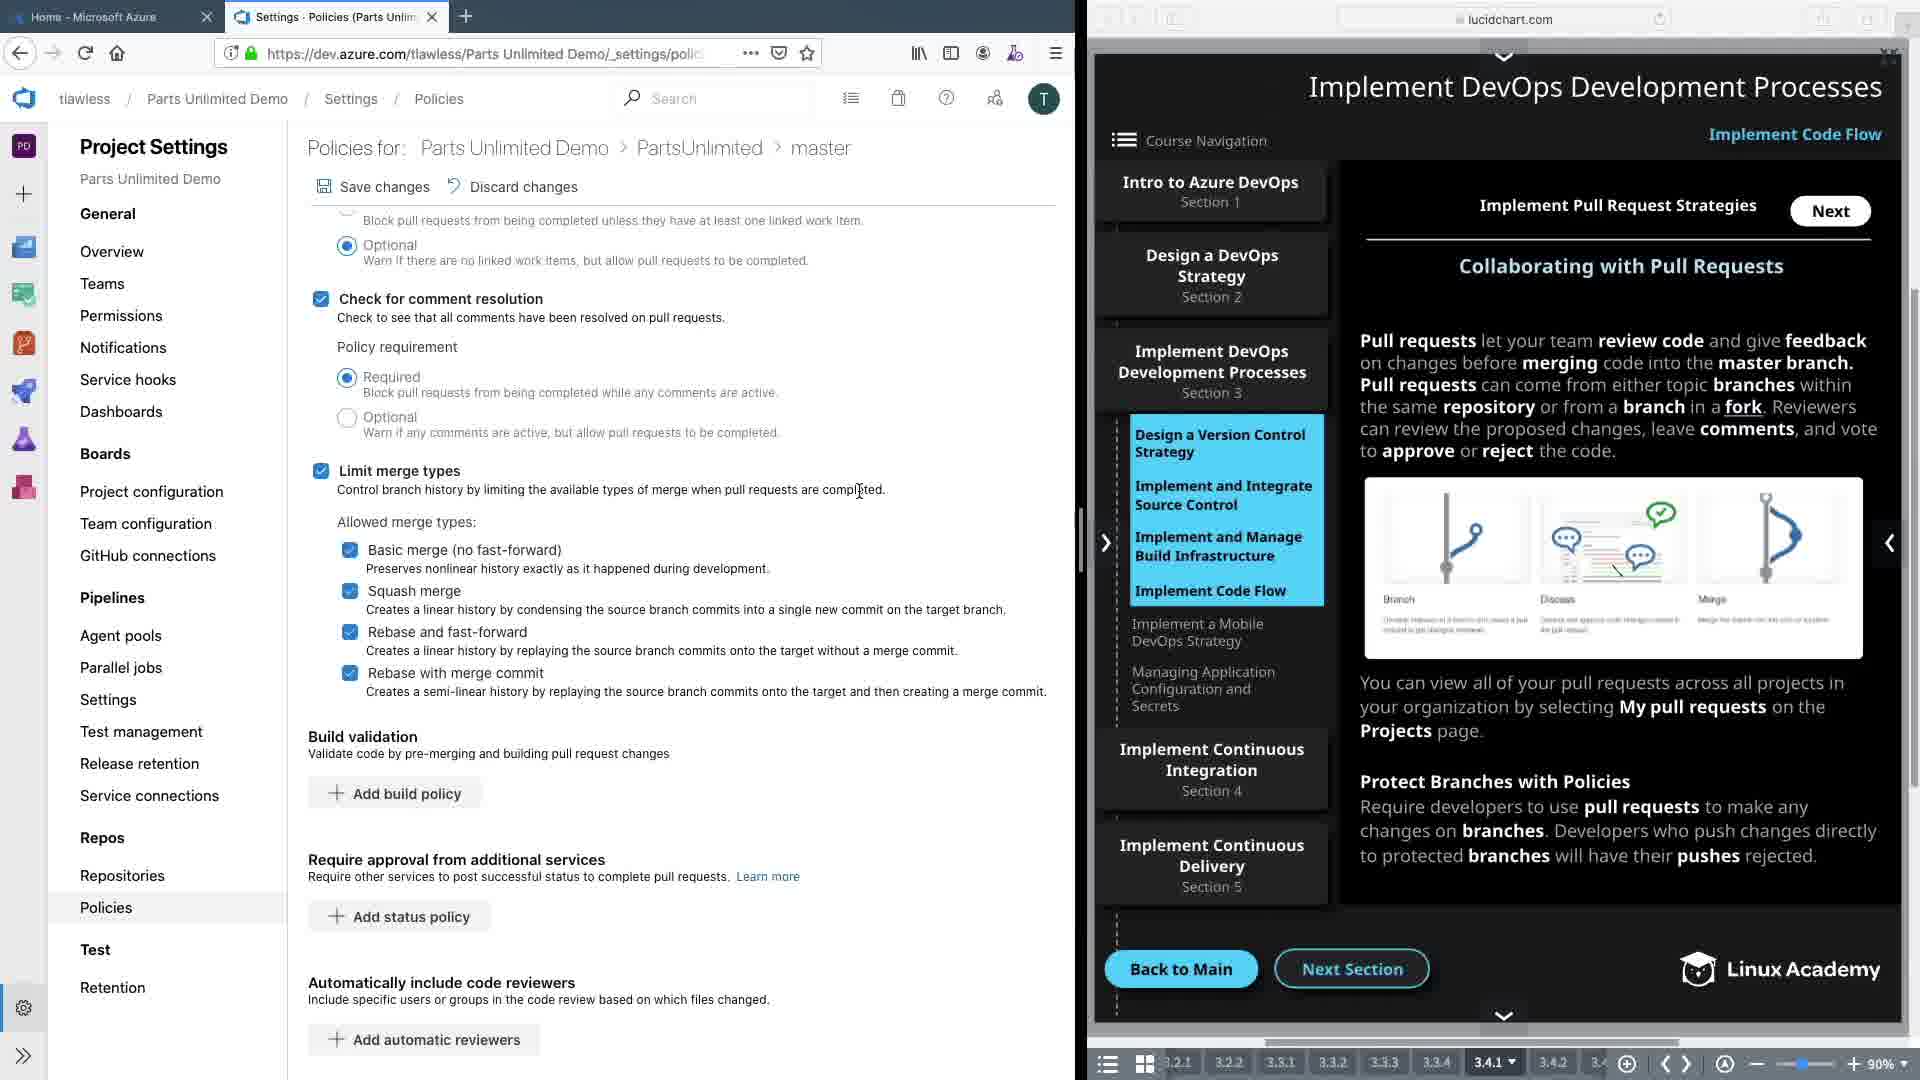 Home - Microsoft Azure
Settings · Policies (Parts Unlim
https://dev.azure.com/tlawless/Parts Unlimited Demo/_settings/polic
tlawless / Parts Unlimited Demo / Settings / Policies
Search
T
PD
Project Settings
Parts Unlimited Demo
General
Overview
Teams
Permissions
Notifications
Service hooks
Dashboards
Boards
Project configuration
Team configuration
GitHub connections
Pipelines
Agent pools
Parallel jobs
Settings
Test management
Release retention
Service connections
Repos
Repositories
Policies
Test
Retention
Policies for: Parts Unlimited Demo > PartsUnlimited > master
Save changes
Discard changes
Block pull requests from being completed unless they have at least one linked work item.
Optional
Warn if there are no linked work items, but allow pull requests to be completed.
Check for comment resolution
Check to see that all comments have been resolved on pull requests.
Policy requirement
Required
Block pull requests from being completed while any comments are active.
Optional
Warn if any comments are active, but allow pull requests to be completed.
Limit merge types
Control branch history by limiting the available types of merge when pull requests are completed.
Allowed merge types:
Basic merge (no fast-forward)
Preserves nonlinear history exactly as it happened during development.
Squash merge
Creates a linear history by condensing the source branch commits into a single new commit on the target branch.
Rebase and fast-forward
Creates a linear history by replaying the source branch commits onto the target without a merge commit.
Rebase with merge commit
Creates a semi-linear history by replaying the source branch commits onto the target and then creating a merge commit.
Build validation
Validate code by pre-merging and building pull request changes
Add build policy
Require approval from additional services
Require other services to post successful status to complete pull requests. Learn more
Add status policy
Automatically include code reviewers
Include specific users or groups in the code review based on which files changed.
Add automatic reviewers
lucidchart.com
Implement DevOps Development Processes
Course Navigation
Implement Code Flow
Intro to Azure DevOps
Section 1
Design a DevOps
Strategy
Section 2
Implement DevOps
Development Processes
Section 3
Design a Version Control
Strategy
Implement and Integrate
Source Control
Implement and Manage
Build Infrastructure
Implement Code Flow
Implement a Mobile
DevOps Strategy
Managing Application
Configuration and
Secrets
Implement Continuous
Integration
Section 4
Implement Continuous
Delivery
Section 5
Implement Pull Request Strategies
Next
Collaborating with Pull Requests
Pull requests let your team review code and give feedback
on changes before merging code into the master branch.
Pull requests can come from either topic branches within
the same repository or from a branch in a fork. Reviewers
can review the proposed changes, leave comments, and vote
to approve or reject the code.
Branch
Discuss
Merge
You can view all of your pull requests across all projects in
your organization by selecting My pull requests on the
Projects page.
Protect Branches with Policies
Require developers to use pull requests to make any
changes on branches. Developers who push changes directly
to protected branches will have their pushes rejected.
Back to Main
Next Section
Linux Academy
3.2.1
3.2.2
3.3.1
3.3.2
3.3.3
3.3.4
3.4.1
3.4.2
3.4
90%